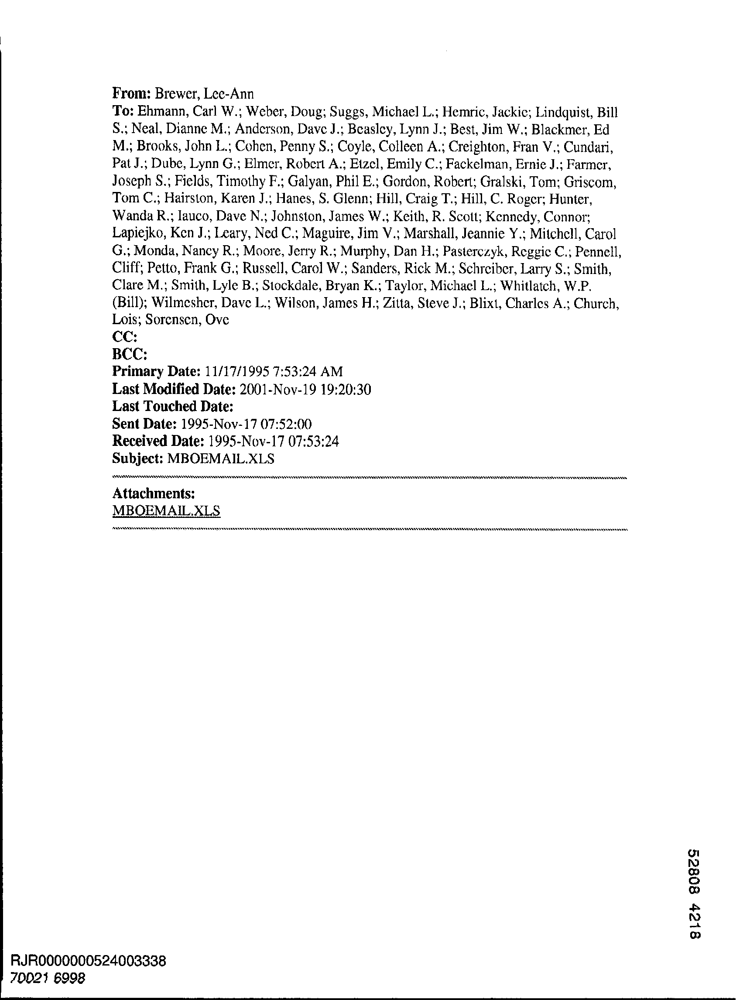 From: Brewer, Lee-Ann
To: Ehmann, Carl W.; Weber, Doug; Suggs, Michael L.; Hemric, Jackie; Lindquist, Bill
S.; Neal, Dianne M.; Anderson, Dave J.; Beasley, Lynn J.; Best, Jim W.; Blackmer, Ed
M.; Brooks, John L.; Cohen, Penny S.; Coyle, Colleen A.; Creighton, Fran V.; Cundari,
Pat J.; Dube, Lynn G.; Elmer, Robert A.; Etzel, Emily C.; Fackelman, Ernie J.; Farmer,
Joseph S.; Fields, Timothy F.; Galyan, Phil E.; Gordon, Robert; Gralski, Tom; Griscom,
Tom C.; Hairston, Karen J.; Hanes, S. Glenn; Hill, Craig T.; Hill, C. Roger; Hunter,
Wanda R.; Iauco, Dave N.; Johnston, James W.; Keith, R. Scott; Kennedy, Connor;
Lapiejko, Ken J.; Leary, Ned C.; Maguire, Jim V.; Marshall, Jeannie Y.; Mitchell, Carol
G.; Monda, Nancy R.; Moore, Jerry R.; Murphy, Dan H.; Pasterczyk, Reggie C.; Pennell,
Cliff; Petto, Frank G.; Russell, Carol W.; Sanders, Rick M.; Schreiber, Larry S.; Smith,
Clare M.; Smith, Lyle B.; Stockdale, Bryan K.; Taylor, Michael L.; Whitlatch, W.P.
(Bill); Wilmesher, Dave L.; Wilson, James H.; Zitta, Steve J.; Blixt, Charles A.; Church,
Lois; Sorensen, Ove
CC:
BCC:
Primary Date: 11/17/1995 7:53:24 AM
Last Modified Date: 2001-Nov-19 19:20:30
Last Touched Date:
Sent Date: 1995-Nov-17 07:52:00
Received Date: 1995-Nov-17 07:53:24
Subject: MBOEMAIL.XLS
Attachments:
MBOEMAIL.XLS
52808 4218
RJR0000000524003338
70021 6998